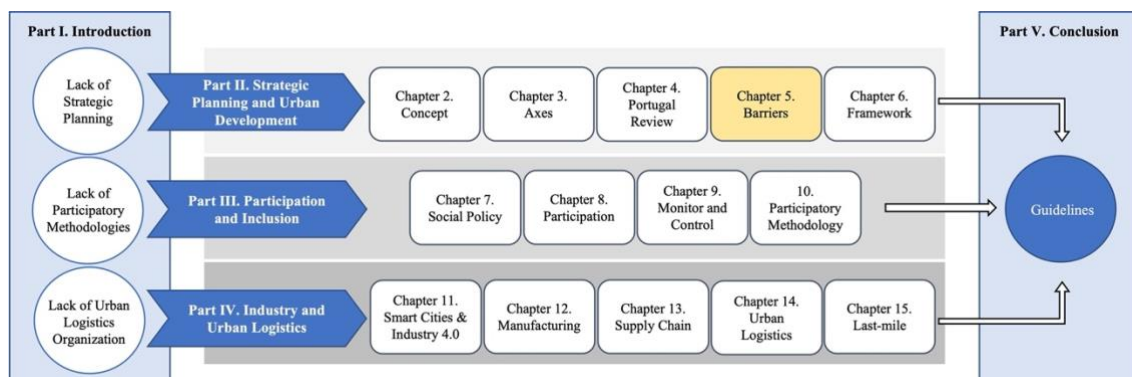 Part I. Introduction
Lack of
Strategic
Planning
Part II. Strategic
Planning and Urban
Development
Chapter 2.
Concept
Chapter 3.
Axes
Chapter 4.
Portugal
Review
Chapter 5.
Barriers
Chapter 6.
Framework
Lack of
Participatory
Methodologies
Part III. Participation
and Inclusion
Chapter 7.
Social Policy
Chapter 8.
Participation
Chapter 9.
Monitor and
Control
10.
Participatory
Methodology
Lack of Urban
Logistics
Organization
Part IV. Industry and
Urban Logistics
Chapter 11.
Smart Cities &
Industry 4.0
Chapter 12.
Manufacturing
Chapter 13.
Supply Chain
Chapter 14.
Urban
Logistics
Chapter 15.
Last-mile
Part V. Conclusion
Guidelines